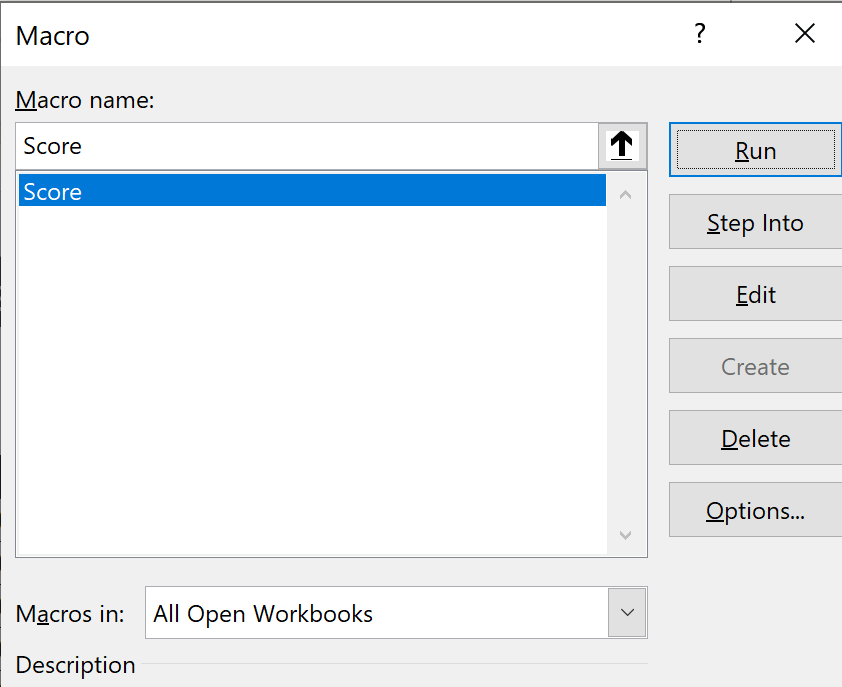 Macro
?
Macro name:
Score
Score
Run
Step Into
Edit
Create
Delete
Options...
Macros in:
All Open Workbooks
Description